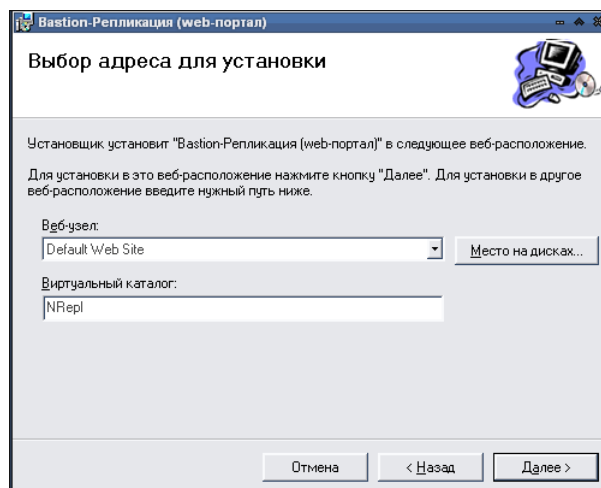 Bastion-Репликация (web-портал)
Выбор адреса для установки
Установщик установит "Bastion-Репликация (web-портал)" в следующее веб-расположение.
Для установки в это веб-расположение нажмите кнопку "Далее". Для установки в другое
веб-расположение введите нужный путь ниже.
Веб-узел:
Default Web Site
Место на дисках...
Виртуальный каталог:
NRepl
Отмена
< Назад
Далее >